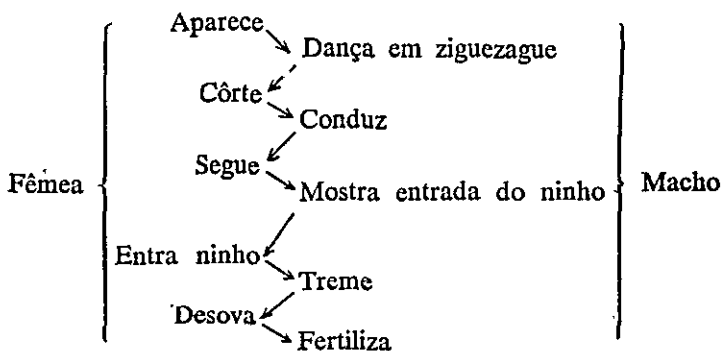 Aparece
Dança em ziguezague
Côrte
Conduz
Segue
Fêmea
Mostra entrada do ninho
Macho
Entra ninho
Treme
Desova
Fertiliza